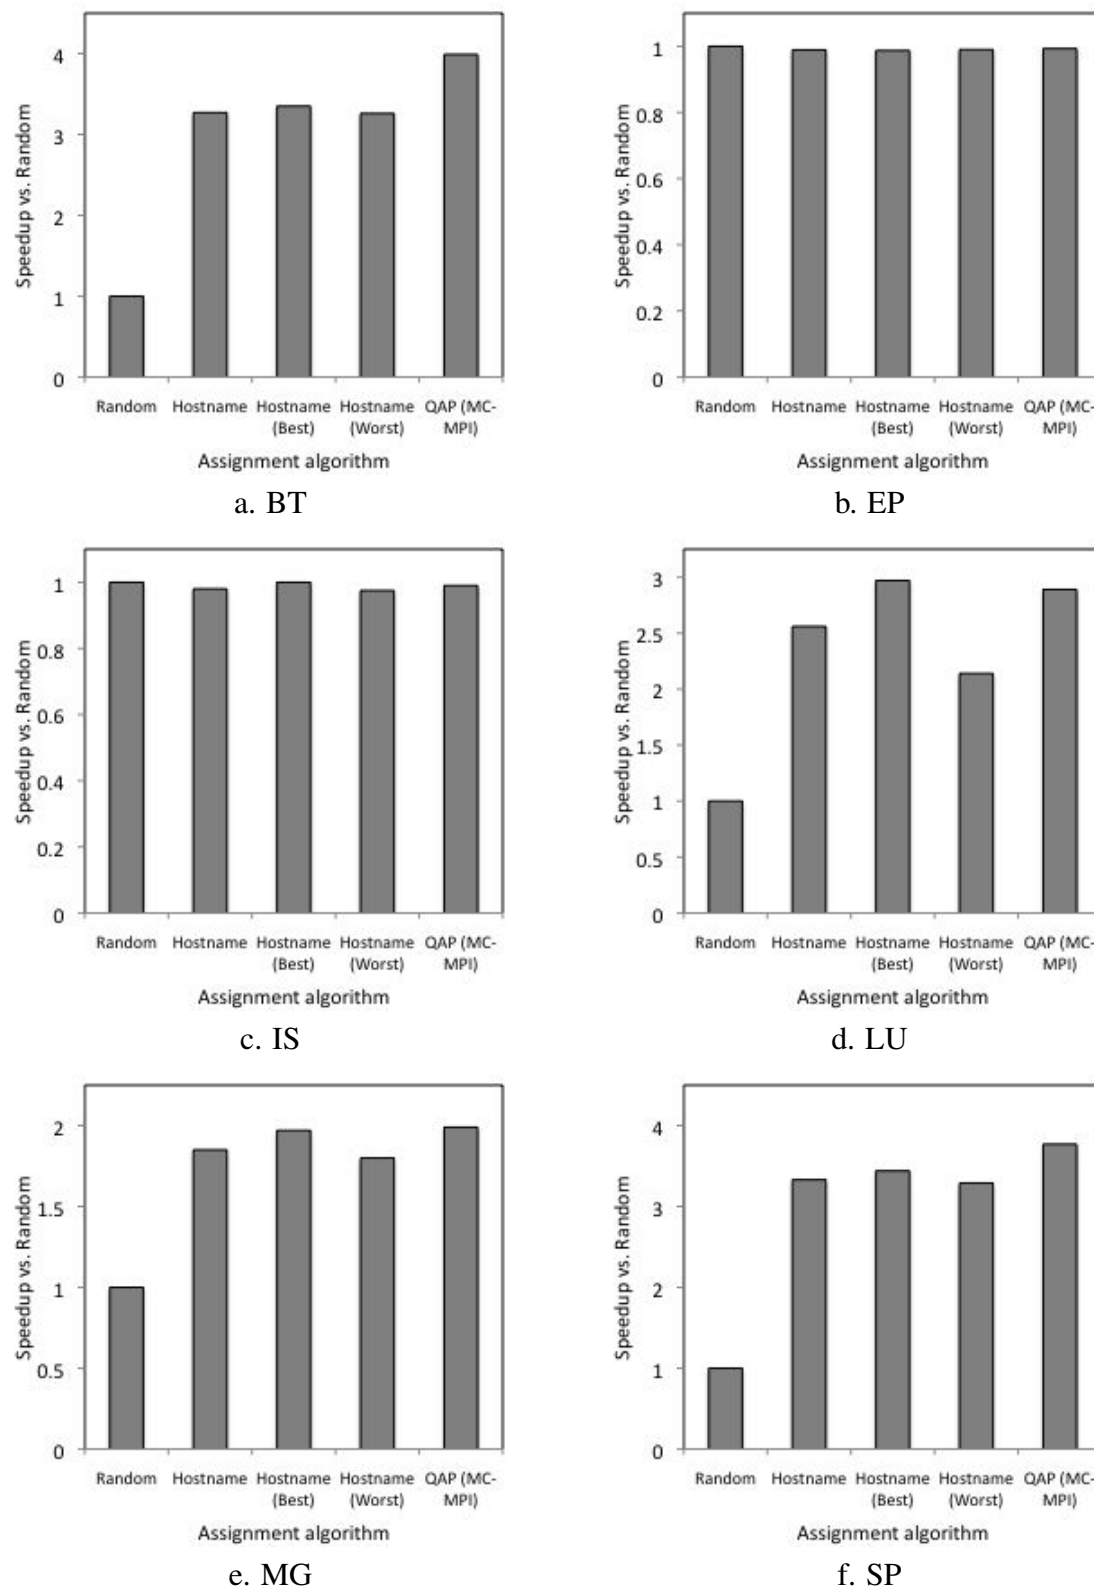 Speedup vs. Random
4
3
2
1
0
Random Hostname Hostname Hostname QAP (MC-
(Best) (Worst) MPI)
Assignment algorithm
a. BT
Speedup vs. Random
1
0.8
0.6
0.4
0.2
0
Random Hostname Hostname Hostname QAP (MC-
(Best) (Worst) MPI)
Assignment algorithm
b. EP
Speedup vs. Random
1
0.8
0.6
0.4
0.2
0
Random Hostname Hostname Hostname QAP (MC-
(Best) (Worst) MPI)
Assignment algorithm
c. IS
Speedup vs. Random
3
2.5
2
1.5
1
0.5
0
Random Hostname Hostname Hostname QAP (MC-
(Best) (Worst) MPI)
Assignment algorithm
d. LU
Speedup vs. Random
2
1.5
1
0.5
0
Random Hostname Hostname Hostname QAP (MC-
(Best) (Worst) MPI)
Assignment algorithm
e. MG
Speedup vs. Random
4
3
2
1
0
Random Hostname Hostname Hostname QAP (MC-
(Best) (Worst) MPI)
Assignment algorithm
f. SP